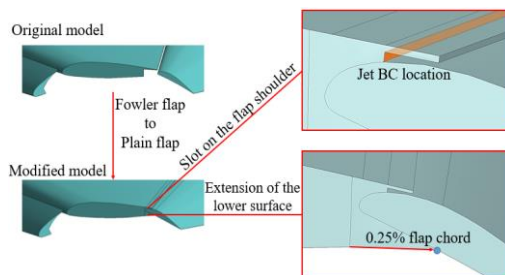 Original model
Fowler flap
to
Plain flap
Modified model
Slot on the flap shoulder
Extension of the
lower surface
Jet BC location
0.25% flap chord